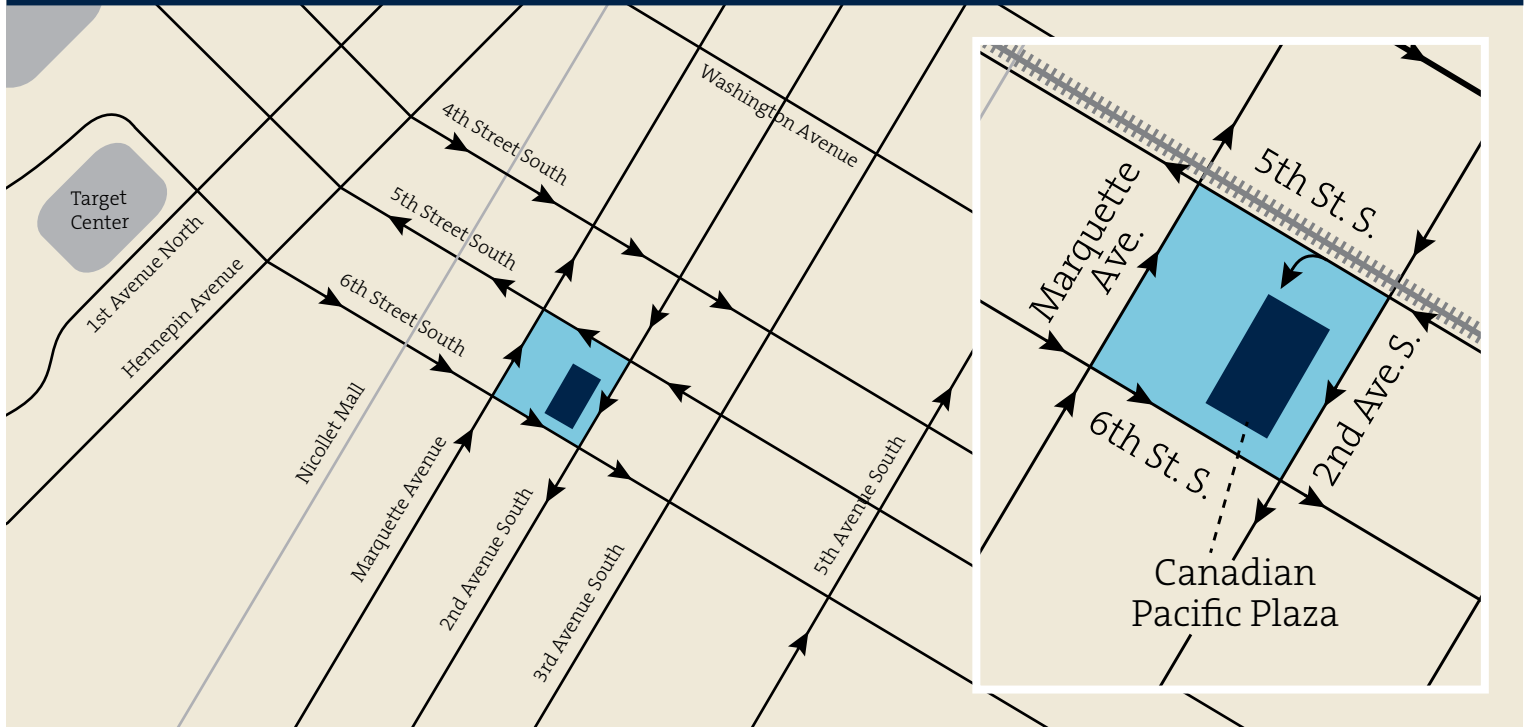 Washington Avenue
4th Street South
5th Street South
6th Street South
Target
Center
1st Avenue North
Hennepin Avenue
Nicollet Mall
Marquette Avenue
2nd Avenue South
3rd Avenue South
5th Avenue South
5th St. S.
Marquette
Ave.
6th St. S.
2nd Ave. S.
Canadian
Pacific Plaza